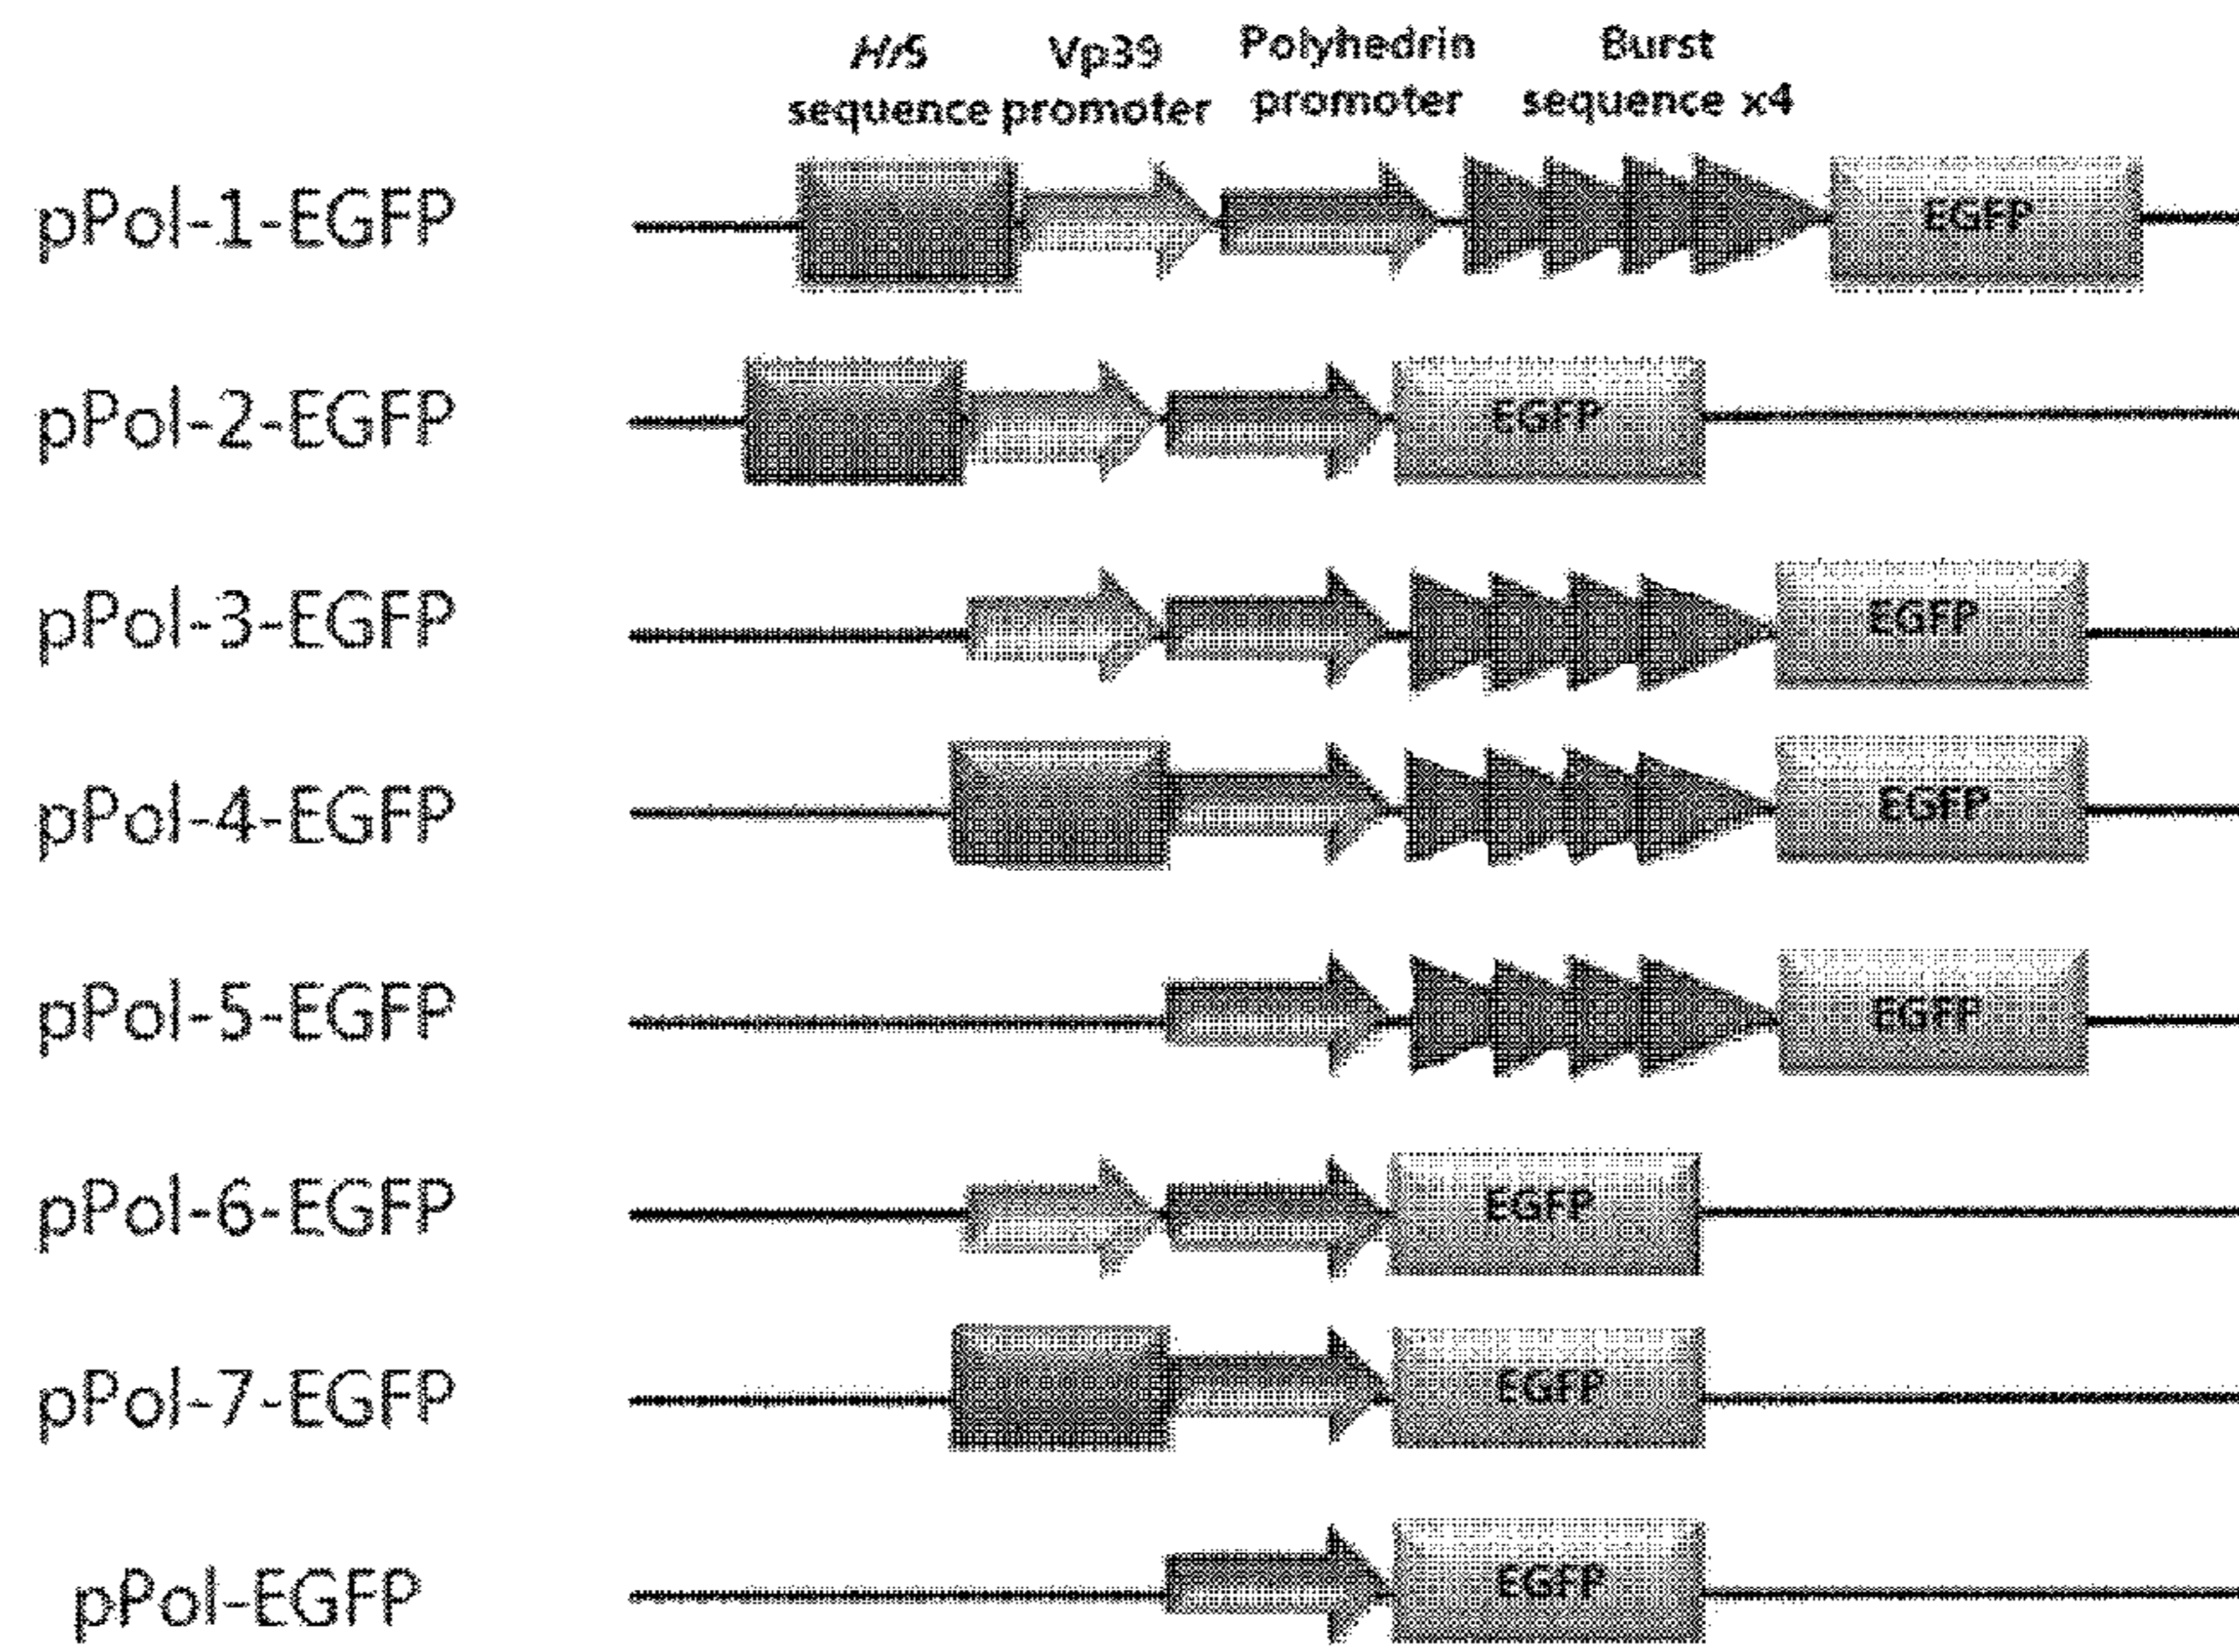 Hr5 Vp39 Polyhedrin Burst
sequence promoter promoter sequence x4
pPol-1-EGFP EGFP
pPol-2-EGFP EGFP
pPol-3-EGFP EGFP
pPol-4-EGFP EGFP
pPol-5-EGFP EGFP
pPol-6-EGFP EGFP
pPol-7-EGFP EGFP
pPol-EGFP EGFP